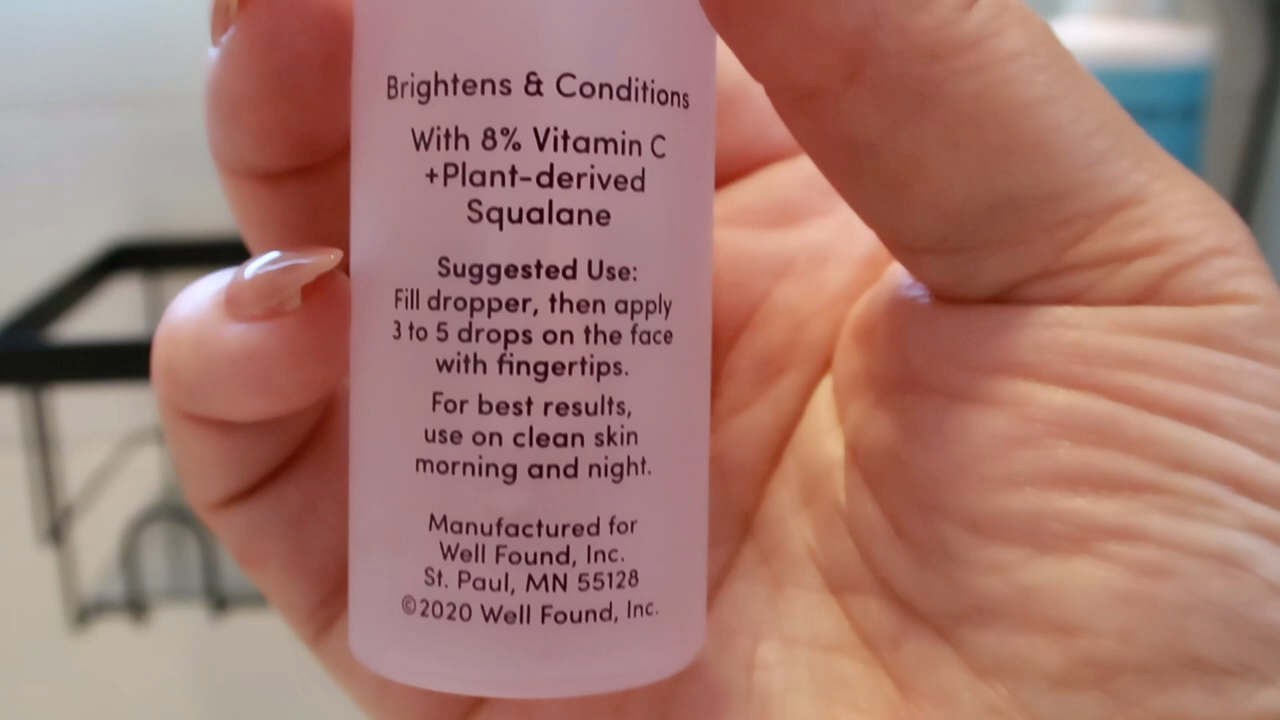 Brightens & Conditions
With 8% Vitamin C
+Plant-derived
Squalane
Suggested Use:
Fill dropper, then apply
3 to 5 drops on the face
with fingertips.
For best results,
use on clean skin
morning and night.
Manufactured for
Well Found, Inc.
St. Paul, MN 55128
©2020 Well Found, Inc.